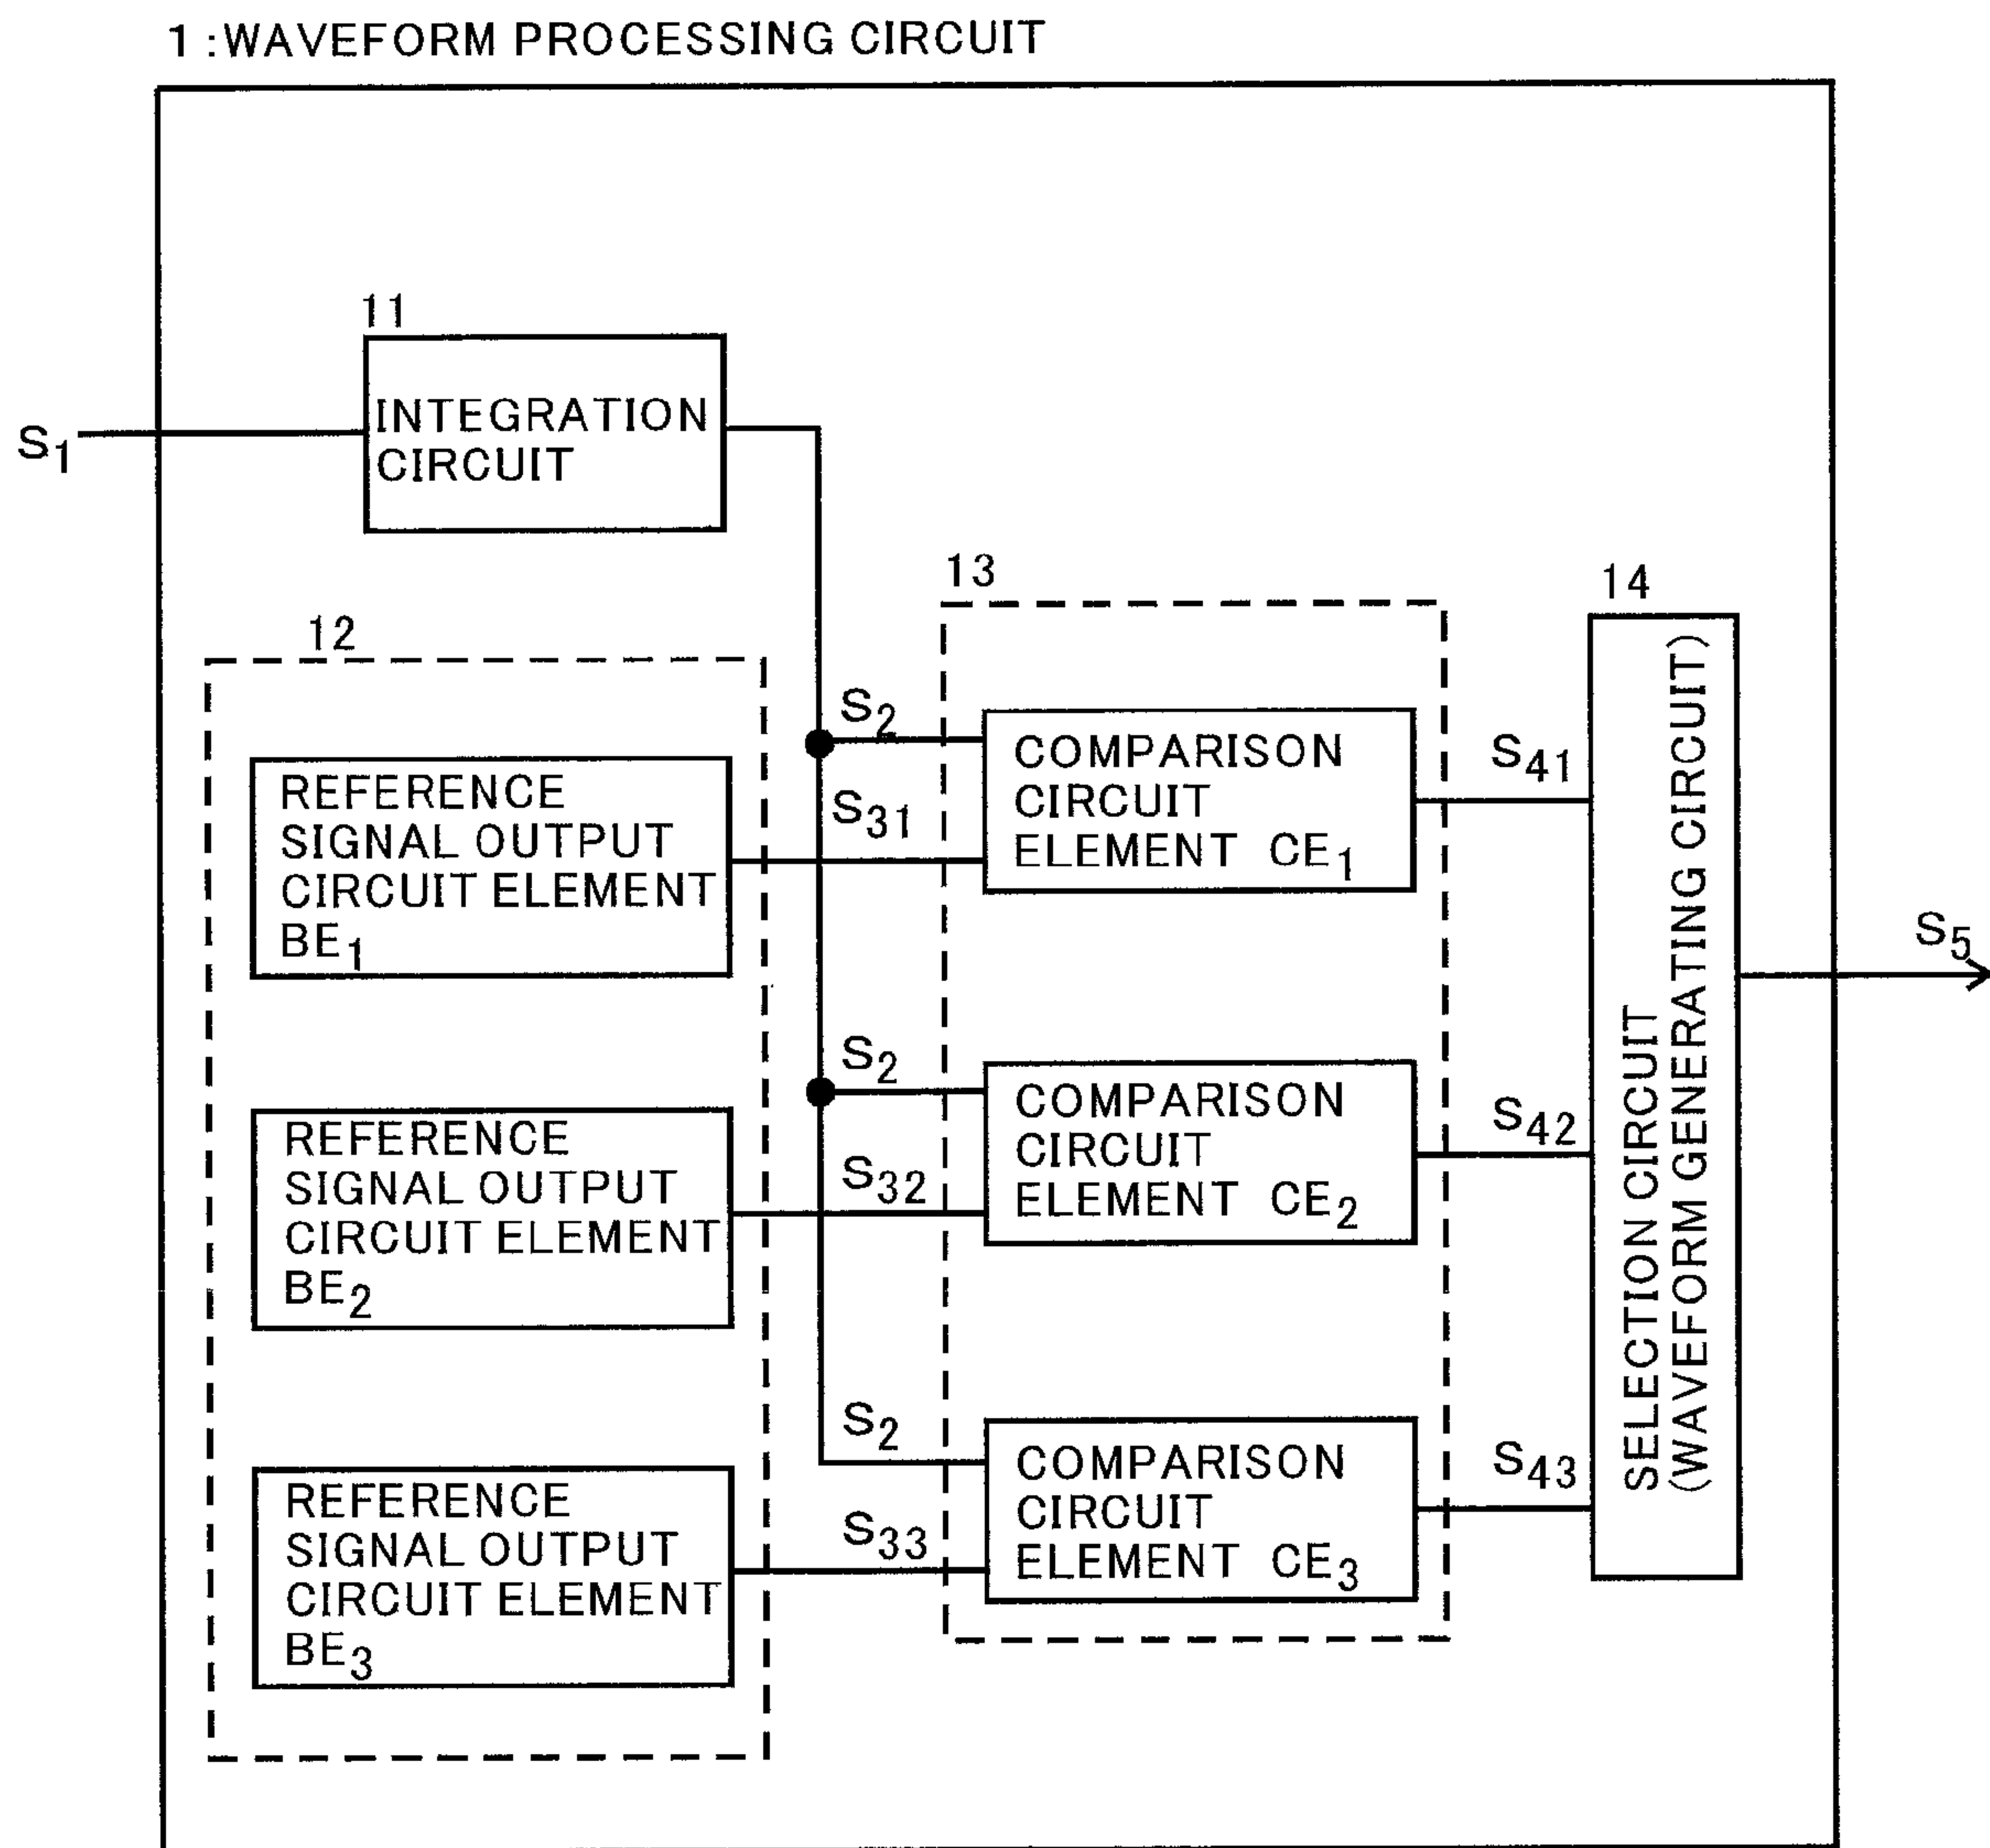 1 :WAVEFORM PROCESSING CIRCUIT
11
INTEGRATION
CIRCUIT
S1
12
REFERENCE
SIGNAL OUTPUT
CIRCUIT ELEMENT
BE1
REFERENCE
SIGNAL OUTPUT
CIRCUIT ELEMENT
BE2
REFERENCE
SIGNAL OUTPUT
CIRCUIT ELEMENT
BE3
S2
S31
S2
S32
S2
S33
13
COMPARISON
CIRCUIT
ELEMENT CE1
COMPARISON
CIRCUIT
ELEMENT CE2
COMPARISON
CIRCUIT
ELEMENT CE3
S41
S42
S43
14
SELECTION CIRCUIT
(WAVEFORM GENERATING CIRCUIT)
S5